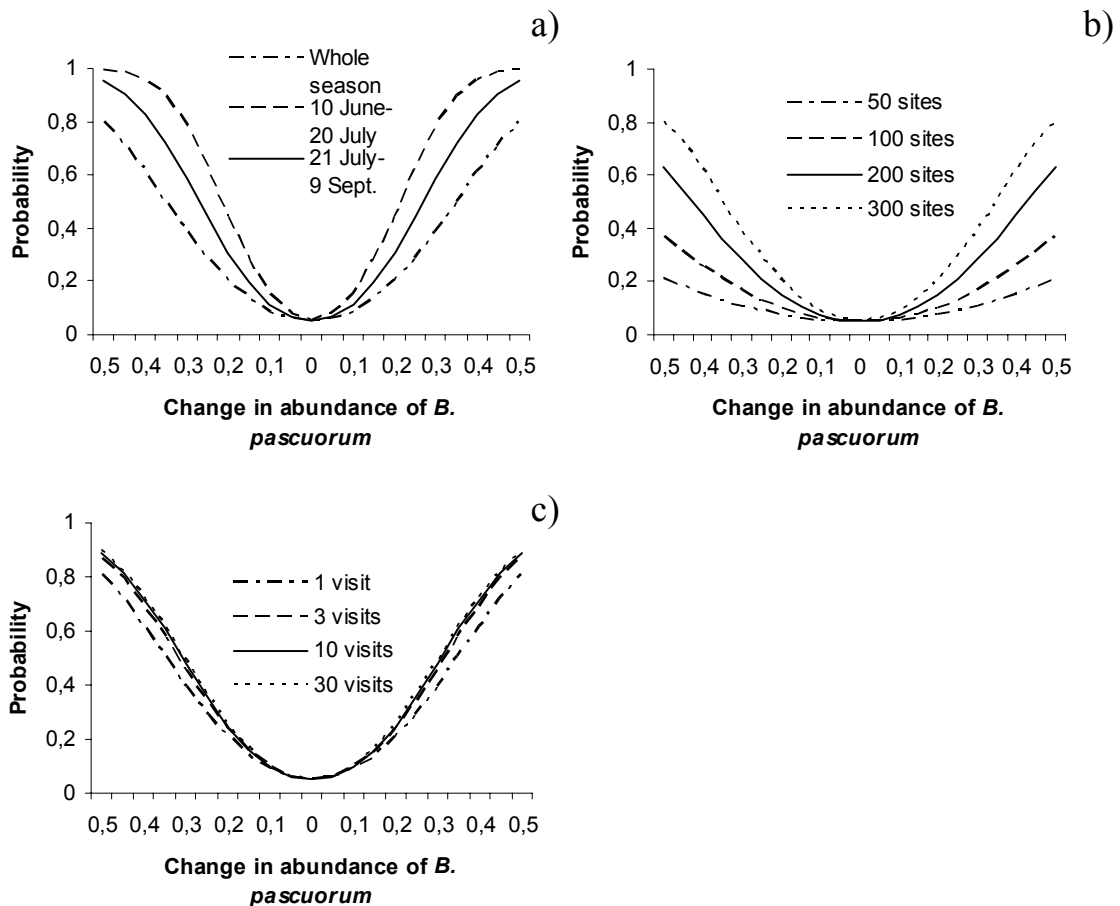 a)
Whole
season
10 June-
20 July
21 July-
9 Sept.
1
0,8
0,6
0,4
0,2
0
Probability
0,5 0,4 0,3 0,2 0,1 0 0,1 0,2 0,3 0,4 0,5
Change in abundance of B.
pascuorum
b)
50 sites
100 sites
200 sites
300 sites
1
0,8
0,6
0,4
0,2
0
Probability
0,5 0,4 0,3 0,2 0,1 0 0,1 0,2 0,3 0,4 0,5
Change in abundance of B.
pascuorum
c)
1 visit
3 visits
10 visits
30 visits
1
0,8
0,6
0,4
0,2
0
Probability
0,5 0,4 0,3 0,2 0,1 0 0,1 0,2 0,3 0,4 0,5
Change in abundance of B.
pascuorum